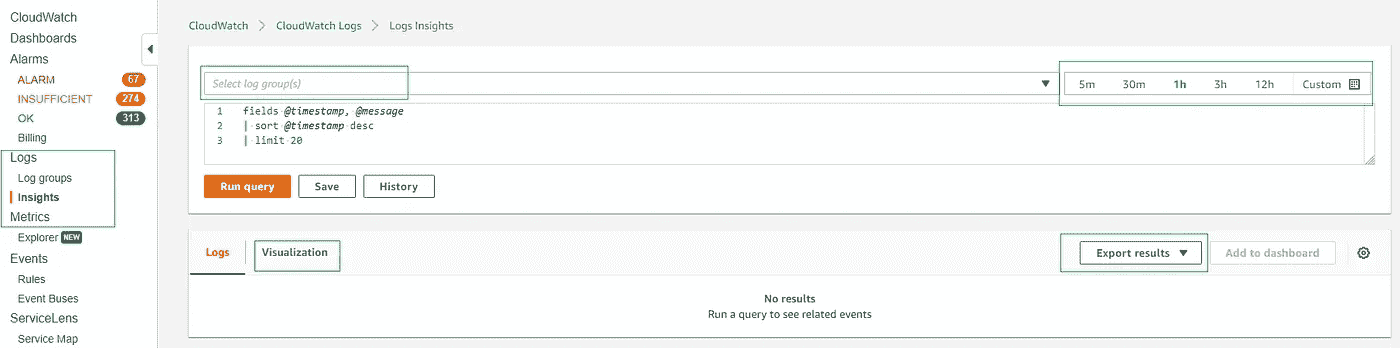 CloudWatch
Dashboards
Alarms
ALARM 67
INSUFFICIENT 274
OK 313
Billing
Logs
Log groups
Insights
Metrics
Explorer NEW
Events
Rules
Event Buses
ServiceLens
Service Map
CloudWatch > CloudWatch Logs > Logs Insights
Select log group(s)
5m 30m 1h 3h 12h Custom
1 fields @timestamp, @message
2 | sort @timestamp desc
3 | limit 20
Run query Save History
Logs Visualization Export results Add to dashboard
No results
Run a query to see related events